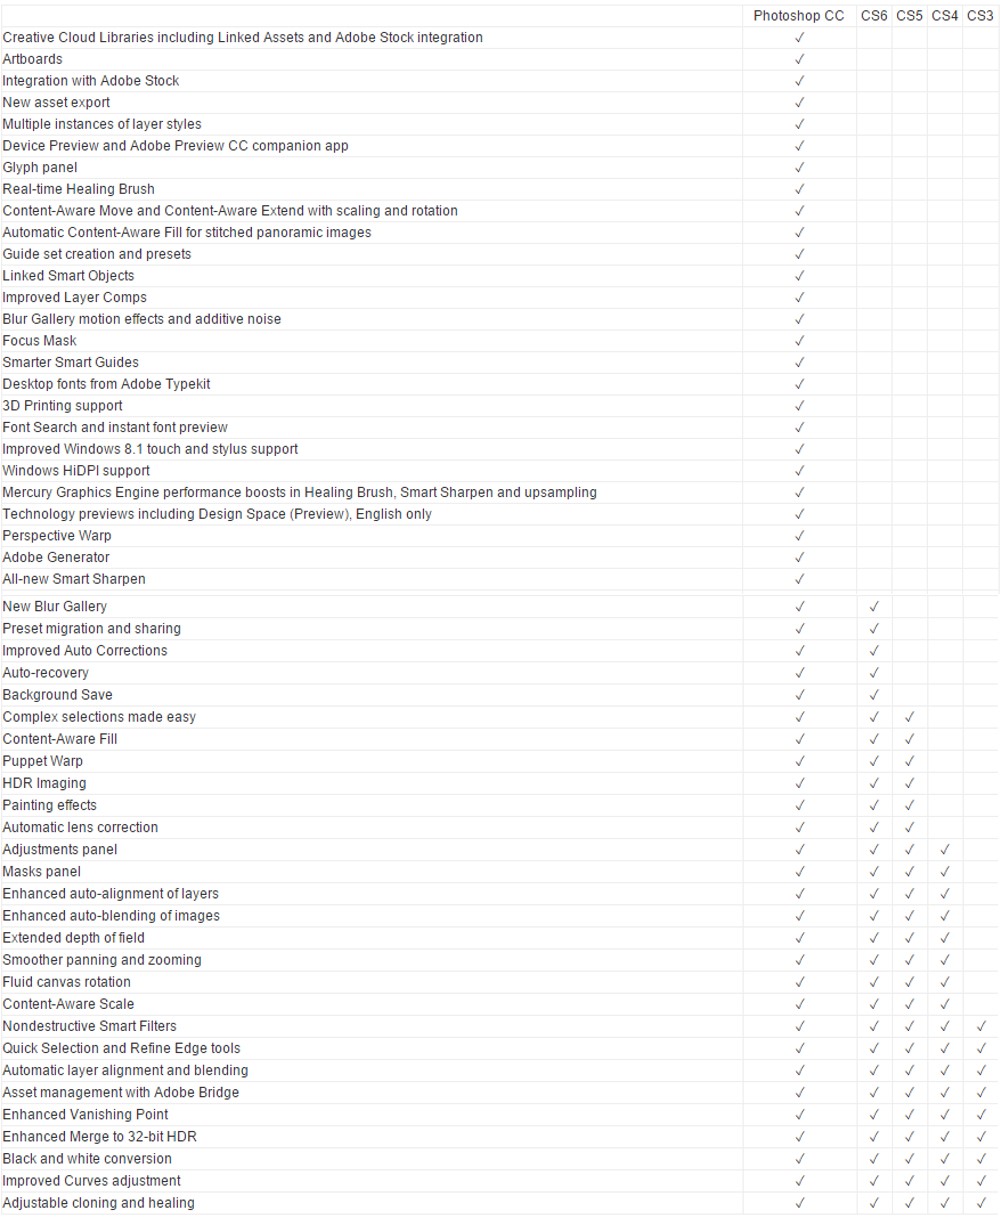 Photoshop CC CS6 CS5 CS4 CS3
Creative Cloud Libraries including Linked Assets and Adobe Stock integration ✓
Artboards ✓
Integration with Adobe Stock ✓
New asset export ✓
Multiple instances of layer styles ✓
Device Preview and Adobe Preview CC companion app ✓
Glyph panel ✓
Real-time Healing Brush ✓
Content-Aware Move and Content-Aware Extend with scaling and rotation ✓
Automatic Content-Aware Fill for stitched panoramic images ✓
Guide set creation and presets ✓
Linked Smart Objects ✓
Improved Layer Comps ✓
Blur Gallery motion effects and additive noise ✓
Focus Mask ✓
Smarter Smart Guides ✓
Desktop fonts from Adobe Typekit ✓
3D Printing support ✓
Font Search and instant font preview ✓
Improved Windows 8.1 touch and stylus support ✓
Windows HiDPI support ✓
Mercury Graphics Engine performance boosts in Healing Brush, Smart Sharpen and upsampling ✓
Technology previews including Design Space (Preview), English only ✓
Perspective Warp ✓
Adobe Generator ✓
All-new Smart Sharpen ✓
New Blur Gallery ✓ ✓
Preset migration and sharing ✓ ✓
Improved Auto Corrections ✓ ✓
Auto-recovery ✓ ✓
Background Save ✓ ✓
Complex selections made easy ✓ ✓ ✓
Content-Aware Fill ✓ ✓ ✓
Puppet Warp ✓ ✓ ✓
HDR Imaging ✓ ✓ ✓
Painting effects ✓ ✓ ✓
Automatic lens correction ✓ ✓ ✓
Adjustments panel ✓ ✓ ✓ ✓
Masks panel ✓ ✓ ✓ ✓
Enhanced auto-alignment of layers ✓ ✓ ✓ ✓
Enhanced auto-blending of images ✓ ✓ ✓ ✓
Extended depth of field ✓ ✓ ✓ ✓
Smoother panning and zooming ✓ ✓ ✓ ✓
Fluid canvas rotation ✓ ✓ ✓ ✓
Content-Aware Scale ✓ ✓ ✓ ✓
Nondestructive Smart Filters ✓ ✓ ✓ ✓ ✓
Quick Selection and Refine Edge tools ✓ ✓ ✓ ✓ ✓
Automatic layer alignment and blending ✓ ✓ ✓ ✓ ✓
Asset management with Adobe Bridge ✓ ✓ ✓ ✓ ✓
Enhanced Vanishing Point ✓ ✓ ✓ ✓ ✓
Enhanced Merge to 32-bit HDR ✓ ✓ ✓ ✓ ✓
Black and white conversion ✓ ✓ ✓ ✓ ✓
Improved Curves adjustment ✓ ✓ ✓ ✓ ✓
Adjustable cloning and healing ✓ ✓ ✓ ✓ ✓